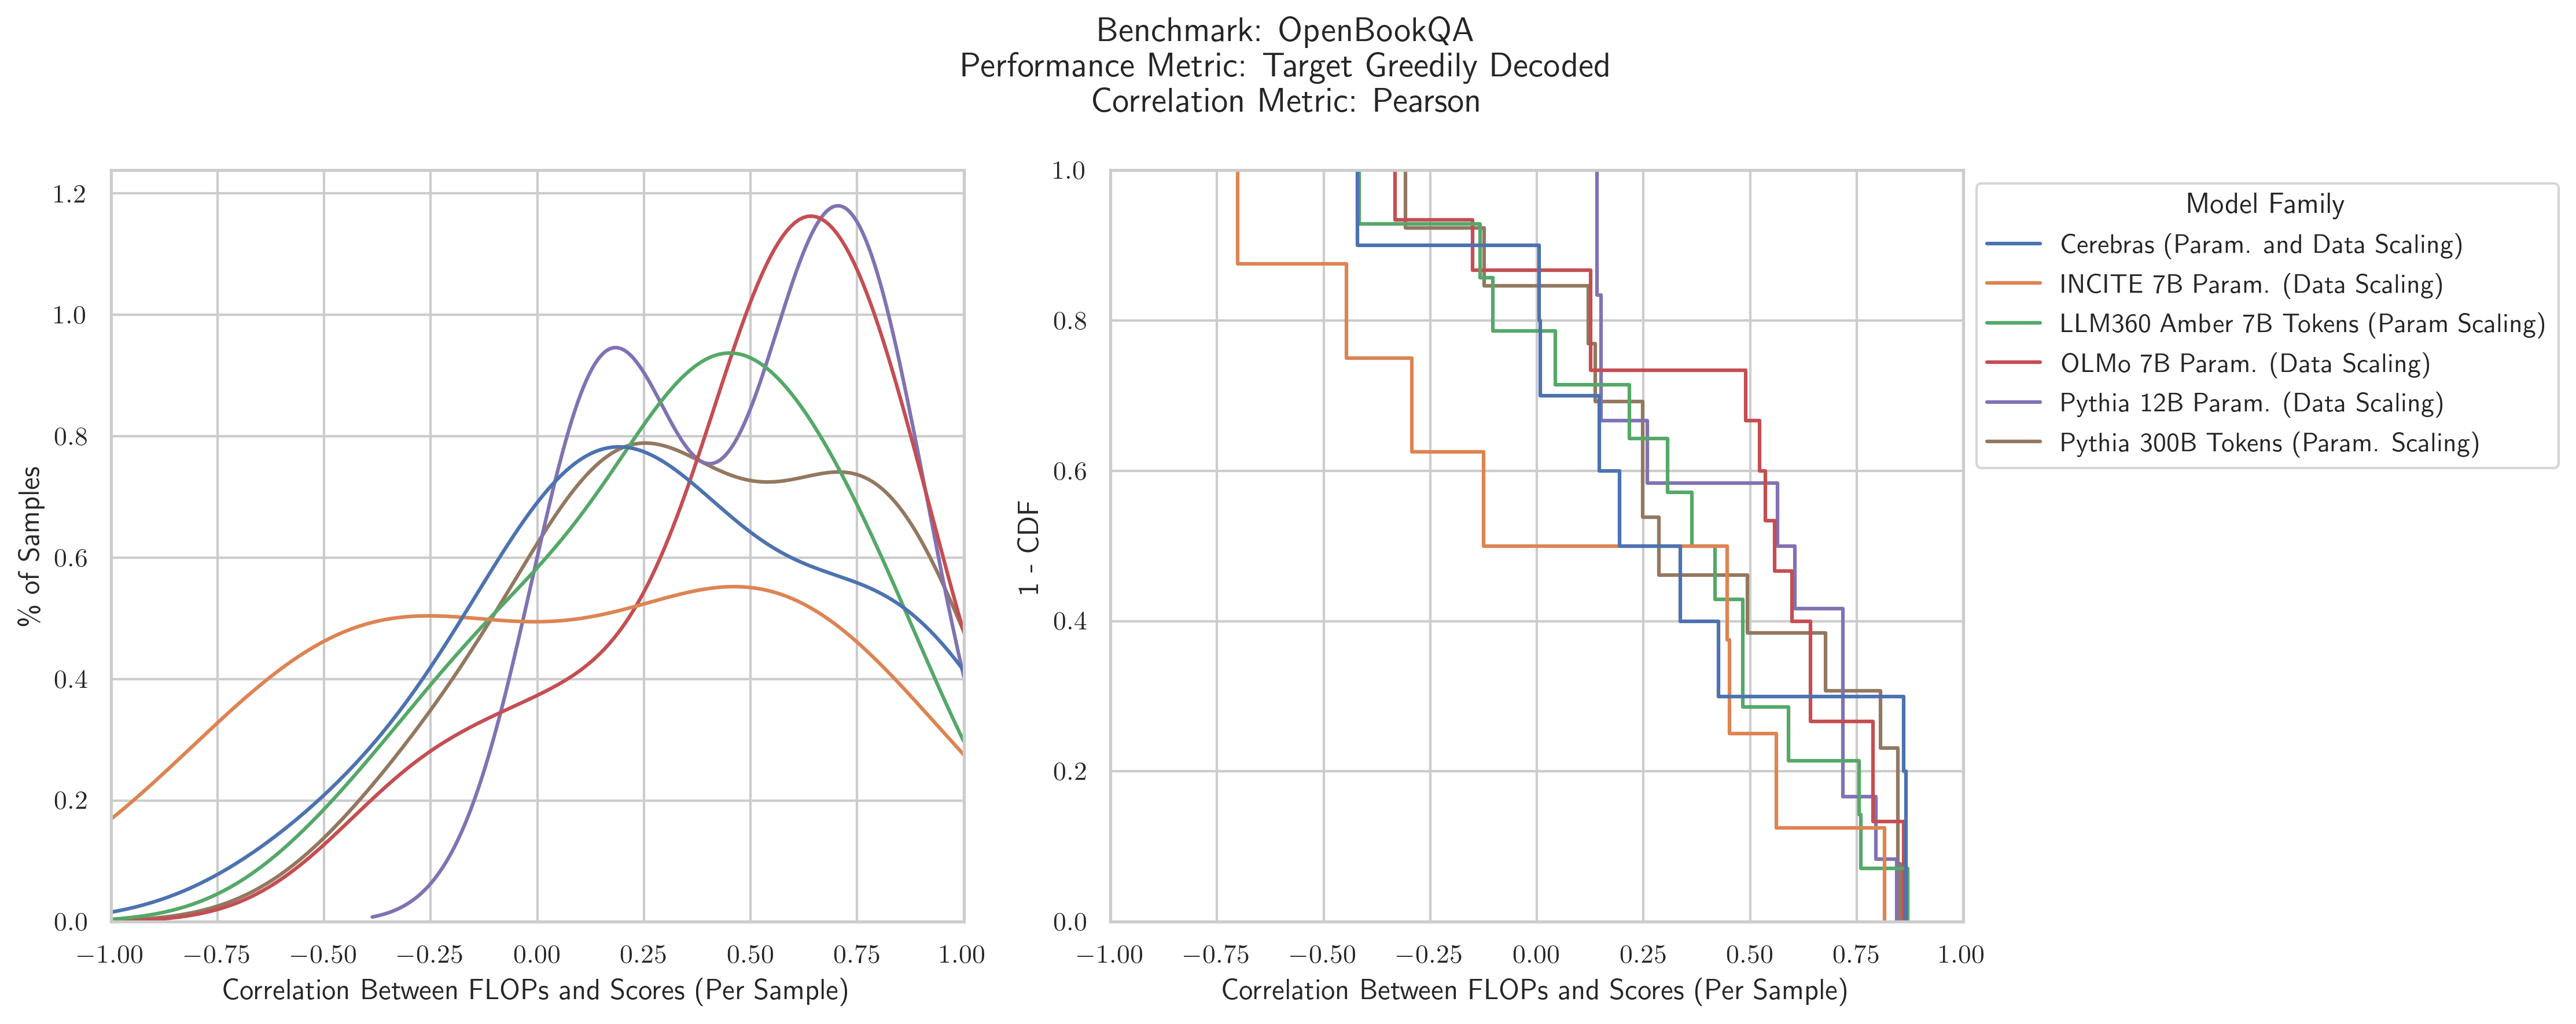 Benchmark: OpenBookQA
Performance Metric: Target Greedily Decoded
Correlation Metric: Pearson
% of Samples
1.2
1.0
0.8
0.6
0.4
0.2
0.0
−1.00 −0.75 −0.50 −0.25 0.00 0.25 0.50 0.75 1.00
Correlation Between FLOPs and Scores (Per Sample)
1 - CDF
1.0
0.8
0.6
0.4
0.2
0.0
−1.00 −0.75 −0.50 −0.25 0.00 0.25 0.50 0.75 1.00
Correlation Between FLOPs and Scores (Per Sample)
Model Family
Cerebras (Param. and Data Scaling)
INCITE 7B Param. (Data Scaling)
LLM360 Amber 7B Tokens (Param Scaling)
OLMo 7B Param. (Data Scaling)
Pythia 12B Param. (Data Scaling)
Pythia 300B Tokens (Param. Scaling)